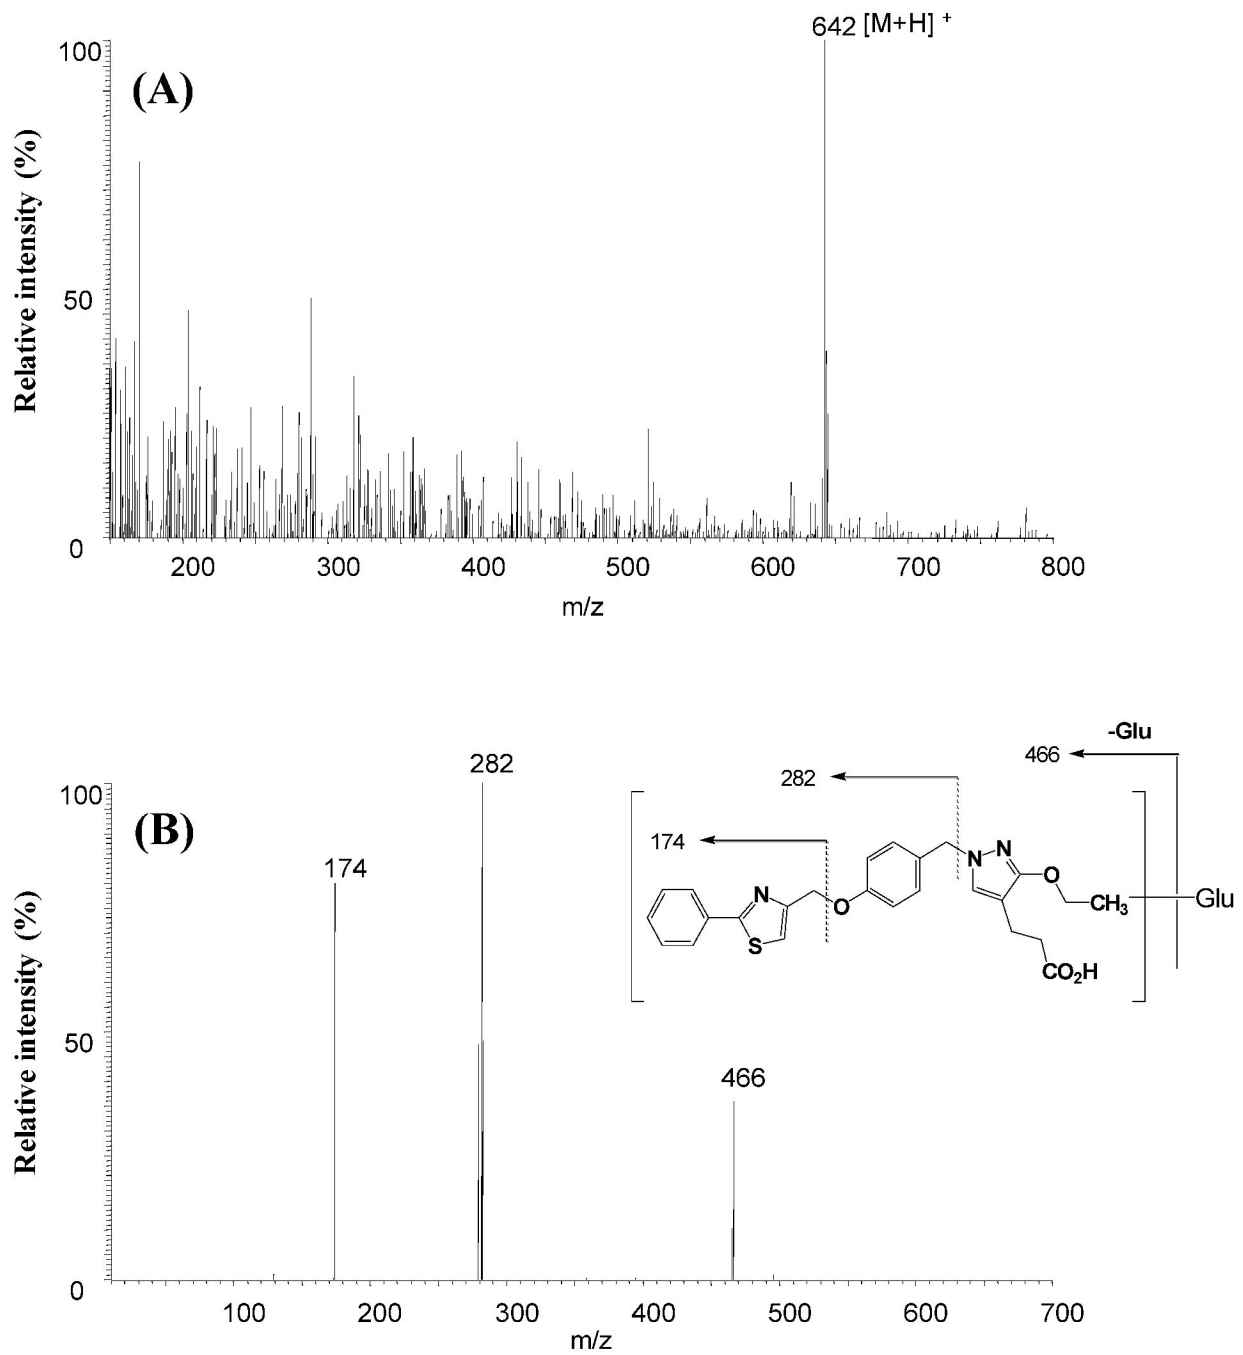 642 [M+H] +
100
(A)
50
0
Relative intensity (%)
200 300 400 500 600 700 800
m/z
-Glu
466
282
174
N
S
O
N
N
O
CH3
Glu
CO2H
282
100
(B)
174
466
50
0
Relative intensity (%)
100 200 300 400 500 600 700
m/z